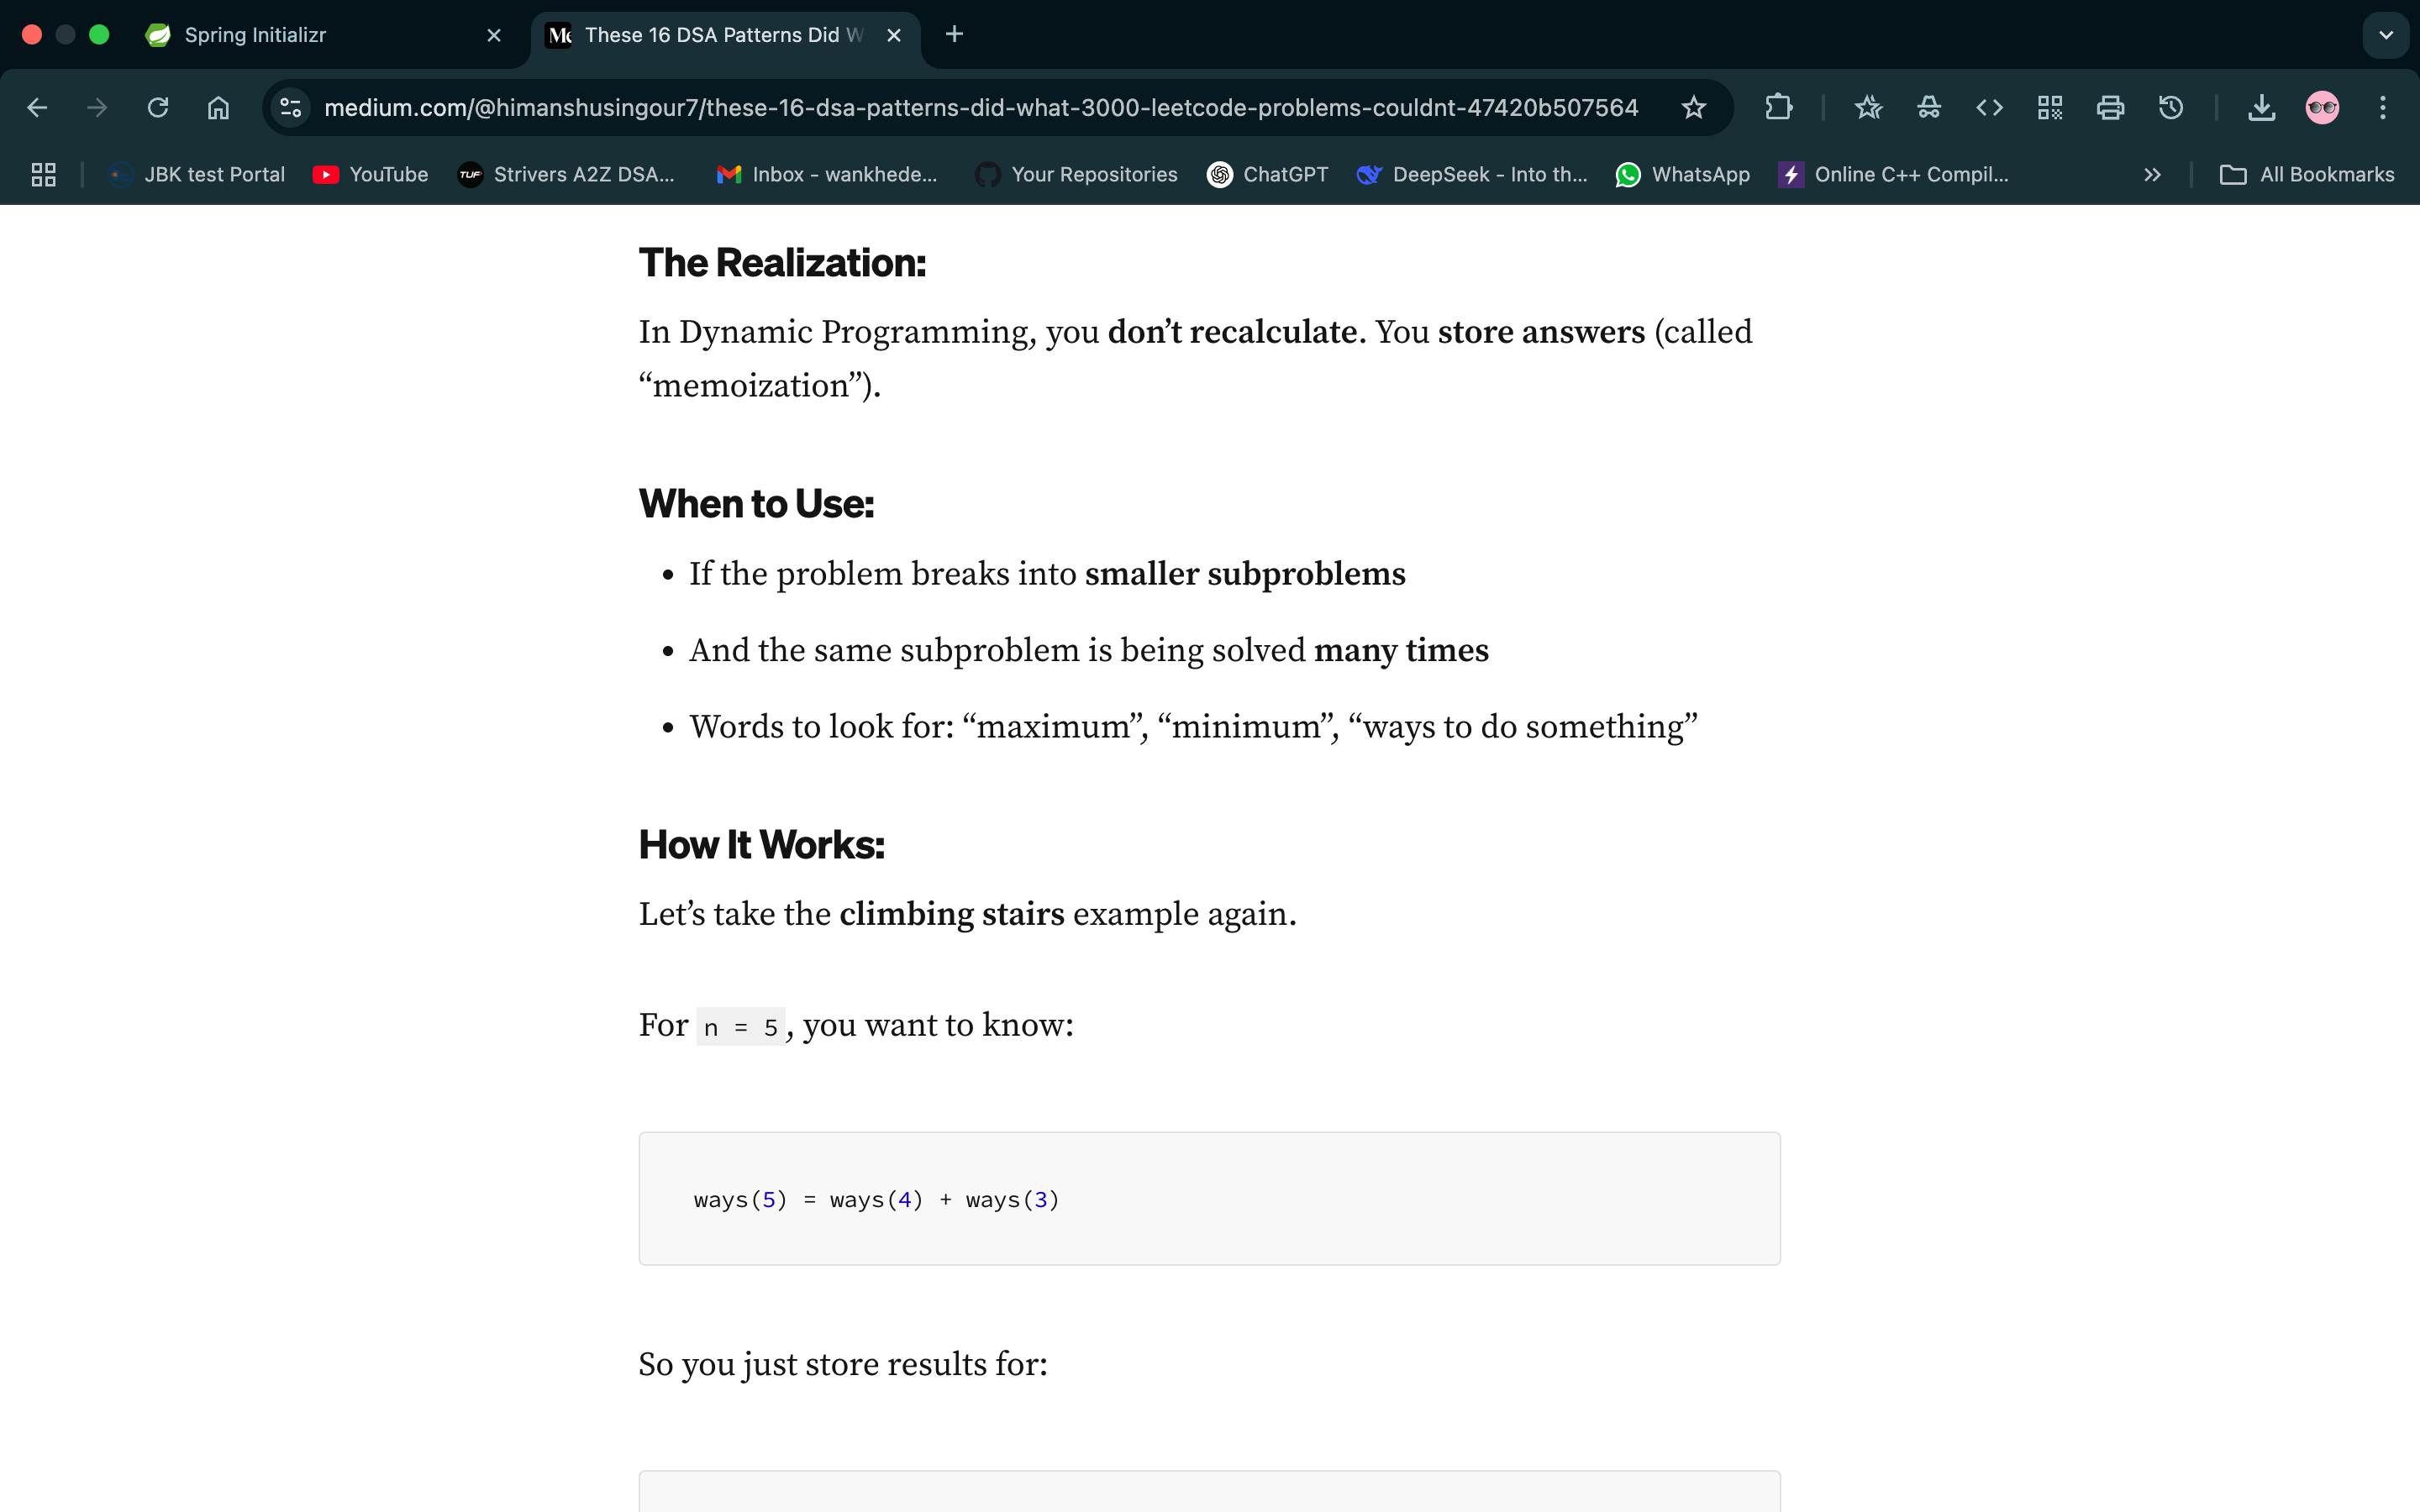 Spring Initializr
These 16 DSA Patterns Did W
medium.com/@himanshusingour7/these-16-dsa-patterns-did-what-3000-leetcode-problems-couldnt-47420b507564
JBK test Portal
YouTube
Strivers A2Z DSA...
Inbox - wankhede...
Your Repositories
ChatGPT
DeepSeek - Into th...
WhatsApp
Online C++ Compil...
All Bookmarks
The Realization:
In Dynamic Programming, you don’t recalculate. You store answers (called
“memoization”).
When to Use:
• If the problem breaks into smaller subproblems
• And the same subproblem is being solved many times
• Words to look for: “maximum”, “minimum”, “ways to do something”
How It Works:
Let’s take the climbing stairs example again.
For n = 5, you want to know:
ways(5) = ways(4) + ways(3)
So you just store results for: